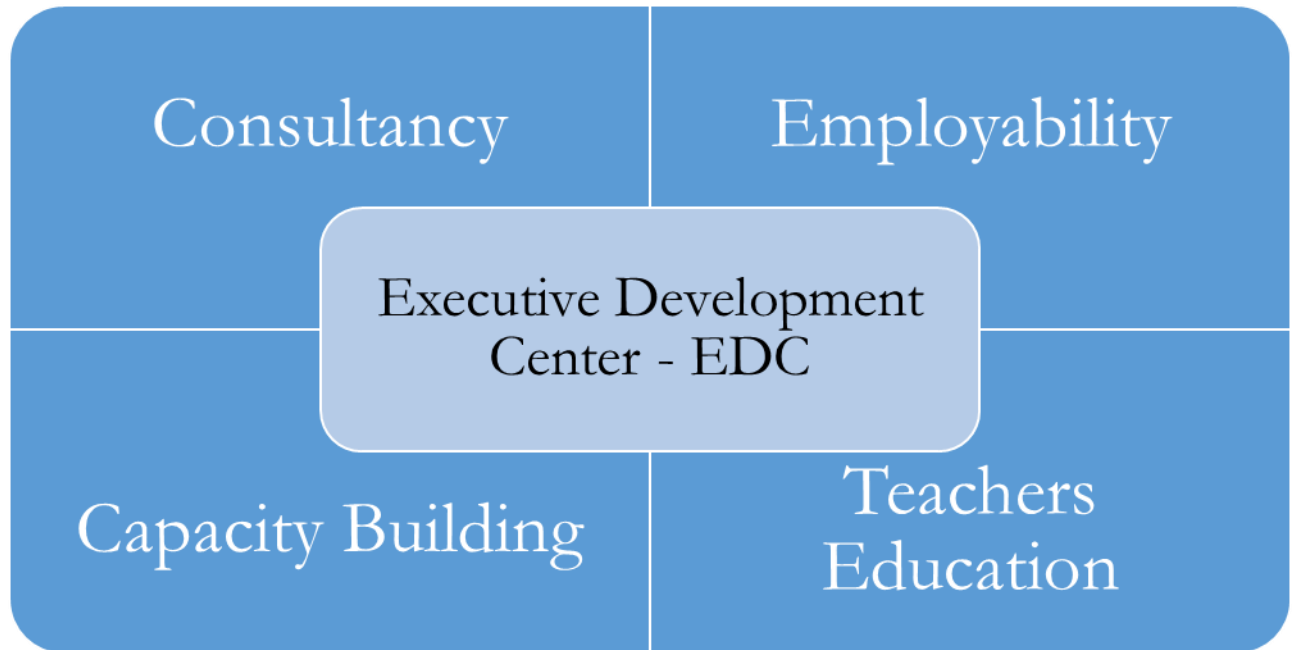 Consultancy
Employability
Executive Development
Center - EDC
Capacity Building
Teachers
Education